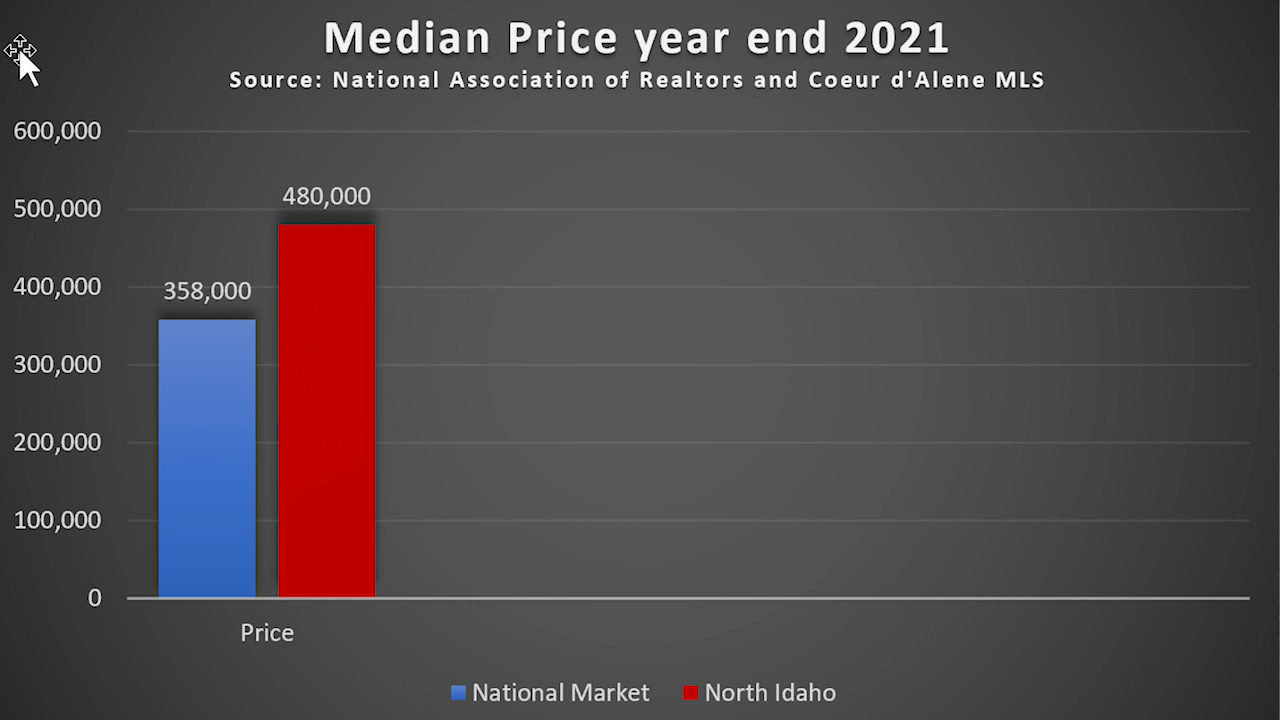 Median Price year end 2021
Source: National Association of Realtors and Coeur d'Alene MLS
600,000
500,000
400,000
300,000
200,000
100,000
0
480,000
358,000
Price
National Market
North Idaho